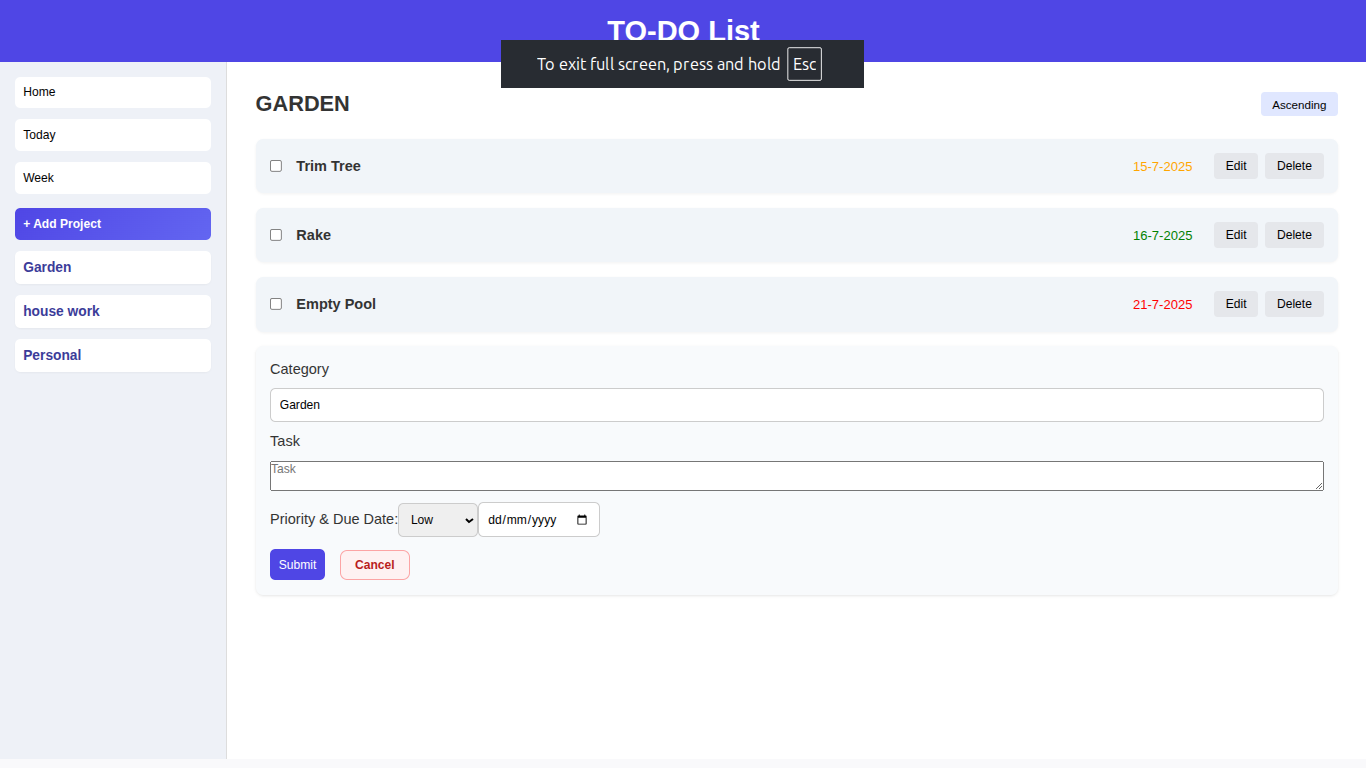 TO-DO List
To exit full screen, press and hold Esc
Home
Today
Week
+ Add Project
Garden
house work
Personal
GARDEN
Ascending
Trim Tree 15-7-2025 Edit Delete
Rake 16-7-2025 Edit Delete
Empty Pool 21-7-2025 Edit Delete
Category
Garden
Task
Task
Priority & Due Date: Low dd/mm/yyyy
Submit Cancel